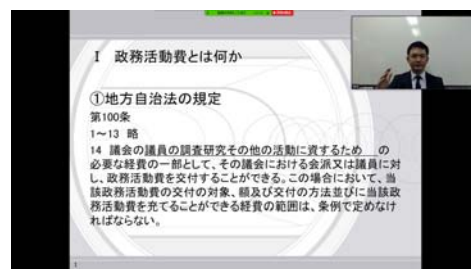 Ⅰ 政務活動費とは何か
①地方自治法の規定
第100条
1～13 略
14 議会の議員の調査研究その他の活動に資するため の
必要な経費の一部として、その議会における会派又は議員に対
し、政務活動費を交付することができる。この場合において、当
該政務活動費の交付の対象、額及び交付の方法並びに当該政
務活動費を充てることができる経費の範囲は、条例で定めなけ
ればならない。
1